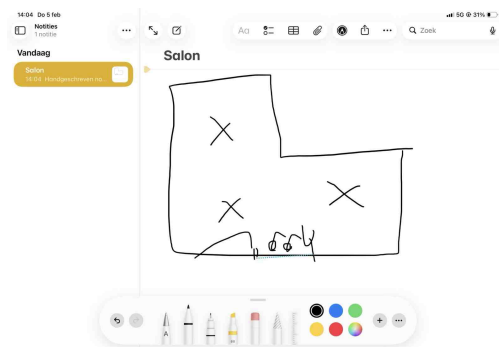 14:04 Do 5 feb
5G 31%
Notities
1 notitie
Aa
Zoek
Vandaag
Salon
14:04 Handgeschreven no...
Salon
X
X
X
A